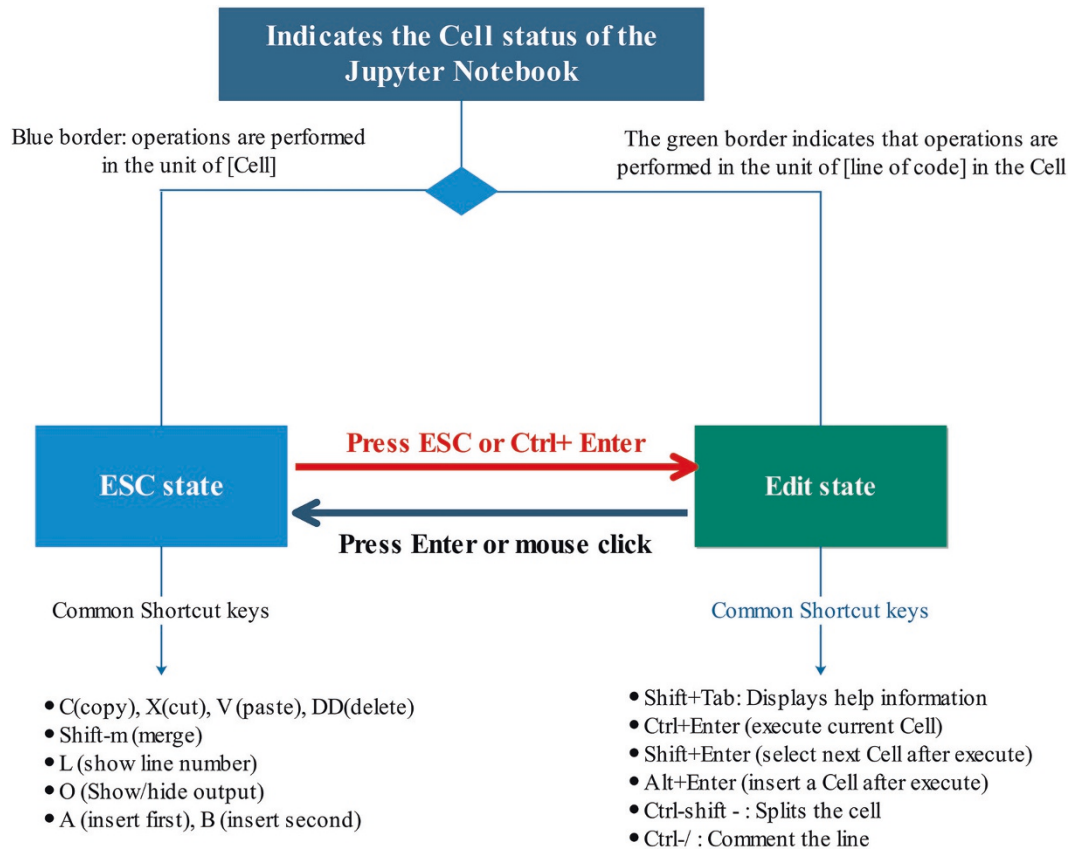 Indicates the Cell status of the
Jupyter Notebook
Blue border: operations are performed
in the unit of [Cell]
The green border indicates that operations are
performed in the unit of [line of code] in the Cell
Press ESC or Ctrl+ Enter
ESC state
Edit state
Press Enter or mouse click
Common Shortcut keys
Common Shortcut keys
• C(copy), X(cut), V(paste), DD(delete)
• Shift-m (merge)
• L (show line number)
• O (Show/hide output)
• A (insert first), B (insert second)
• Shift+Tab: Displays help information
• Ctrl+Enter (execute current Cell)
• Shift+Enter (select next Cell after execute)
• Alt+Enter (insert a Cell after execute)
• Ctrl-shift - : Splits the cell
• Ctrl-/ : Comment the line